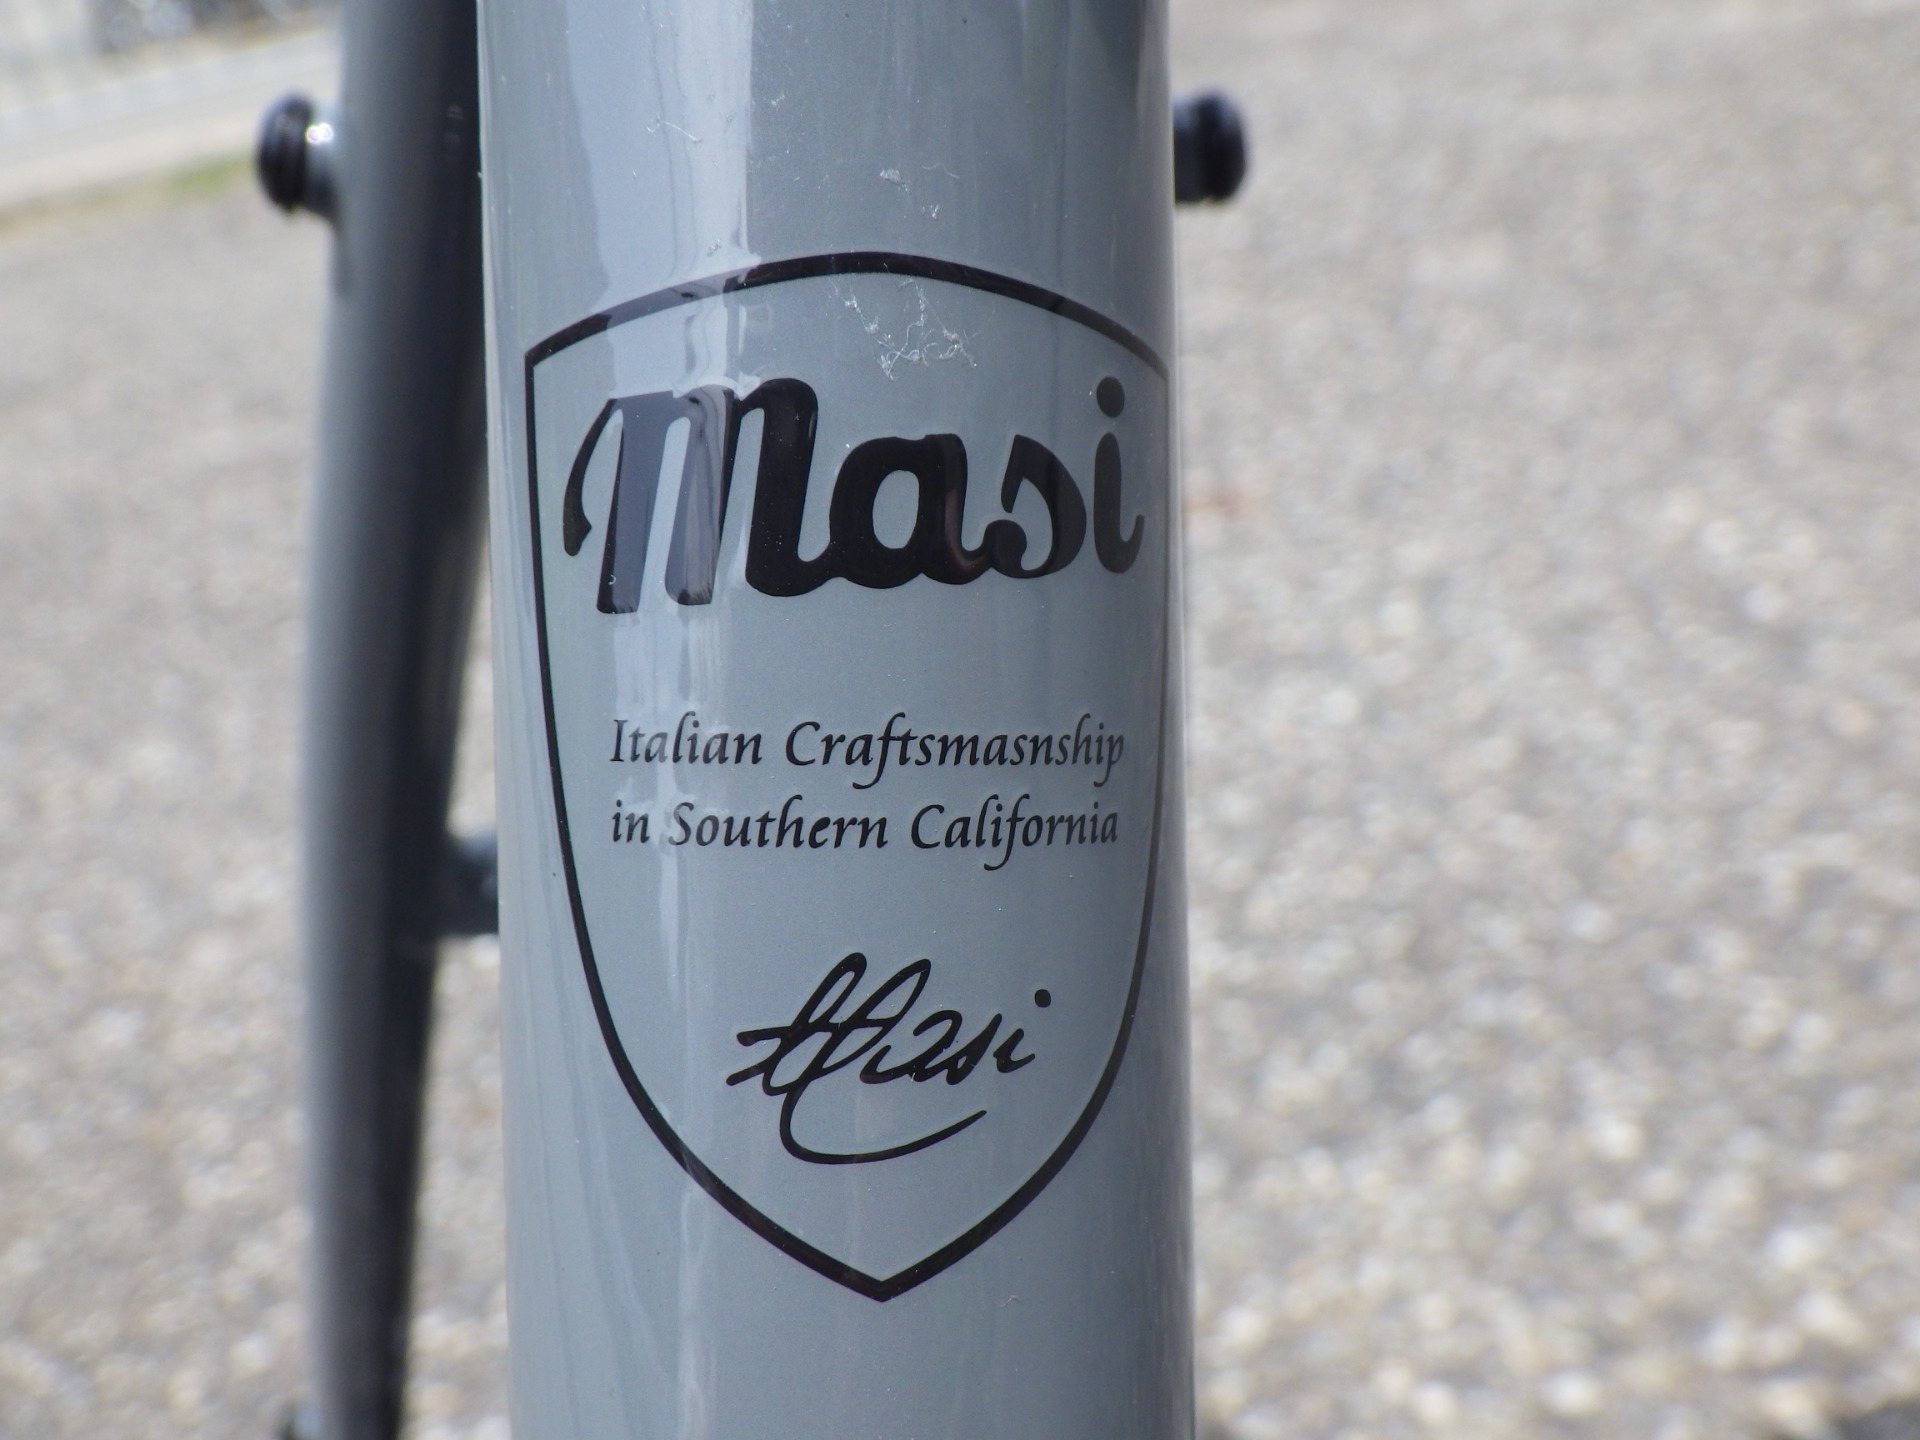 Masi
Italian Craftsmasnship
in Southern California
Masi